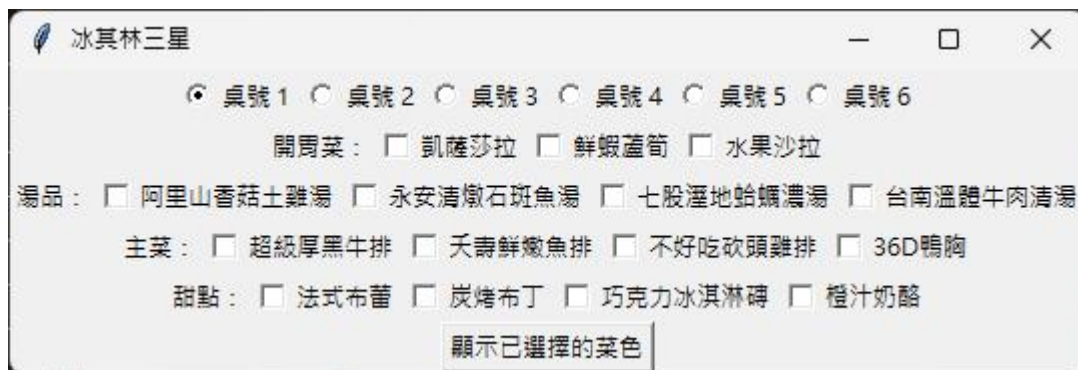 冰其林三星
桌號 1 桌號 2 桌號 3 桌號 4 桌號 5 桌號 6
開胃菜： 凱薩莎拉 鮮蝦蘆筍 水果沙拉
湯品： 阿里山香菇土雞湯 永安清燉石斑魚湯 七股溼地蛤蠣濃湯 台南溫體牛肉清湯
主菜： 超級厚黑牛排 夭壽鮮嫩魚排 不好吃砍頭雞排 36D鴨胸
甜點： 法式布蕾 炭烤布丁 巧克力冰淇淋磚 橙汁奶酪
顯示已選擇的菜色